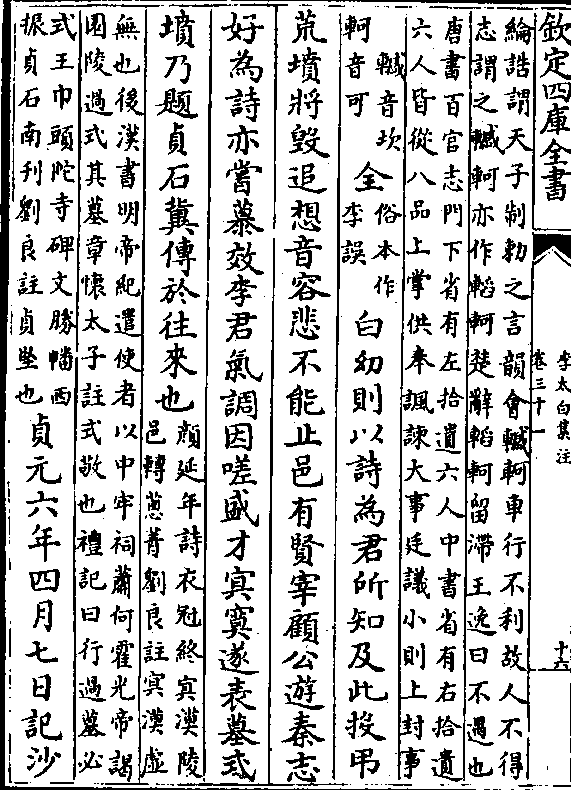 欽定四庫全書
李太白集注
卷三十一
十六
綸誥謂天子制勅之言韻會轗軻車行不利故人不得
志謂之轗軻亦作輡軻楚辭輡軻留滯王逸曰不遇也
唐書百官志門下省有左拾遺六人中書省有右拾遺
六人皆從八品上掌供奉諷諫大事廷議小則上封事
轗音坎
軻音可
全
俗本作
李誤
白幼則以詩為君所知及此投弔
荒墳將毀追想音容悲不能止邑有賢宰顧公遊秦志
好為詩亦嘗慕效李君氣調因嗟盛才㝠寞遂表墓式
墳乃題貞石冀傳於往來也
顔延年詩衣冠終㝠漠陵
邑轉葱菁劉良註㝠漠虛
無也後漢書明帝紀遣使者以中牢祠蕭何霍光帝謁
園陵過式其墓章懷太子註式敬也禮記曰行過墓必
式王巾頭陀寺碑文勝幡西
振貞石南刋劉良註貞堅也
貞元六年四月七日記沙